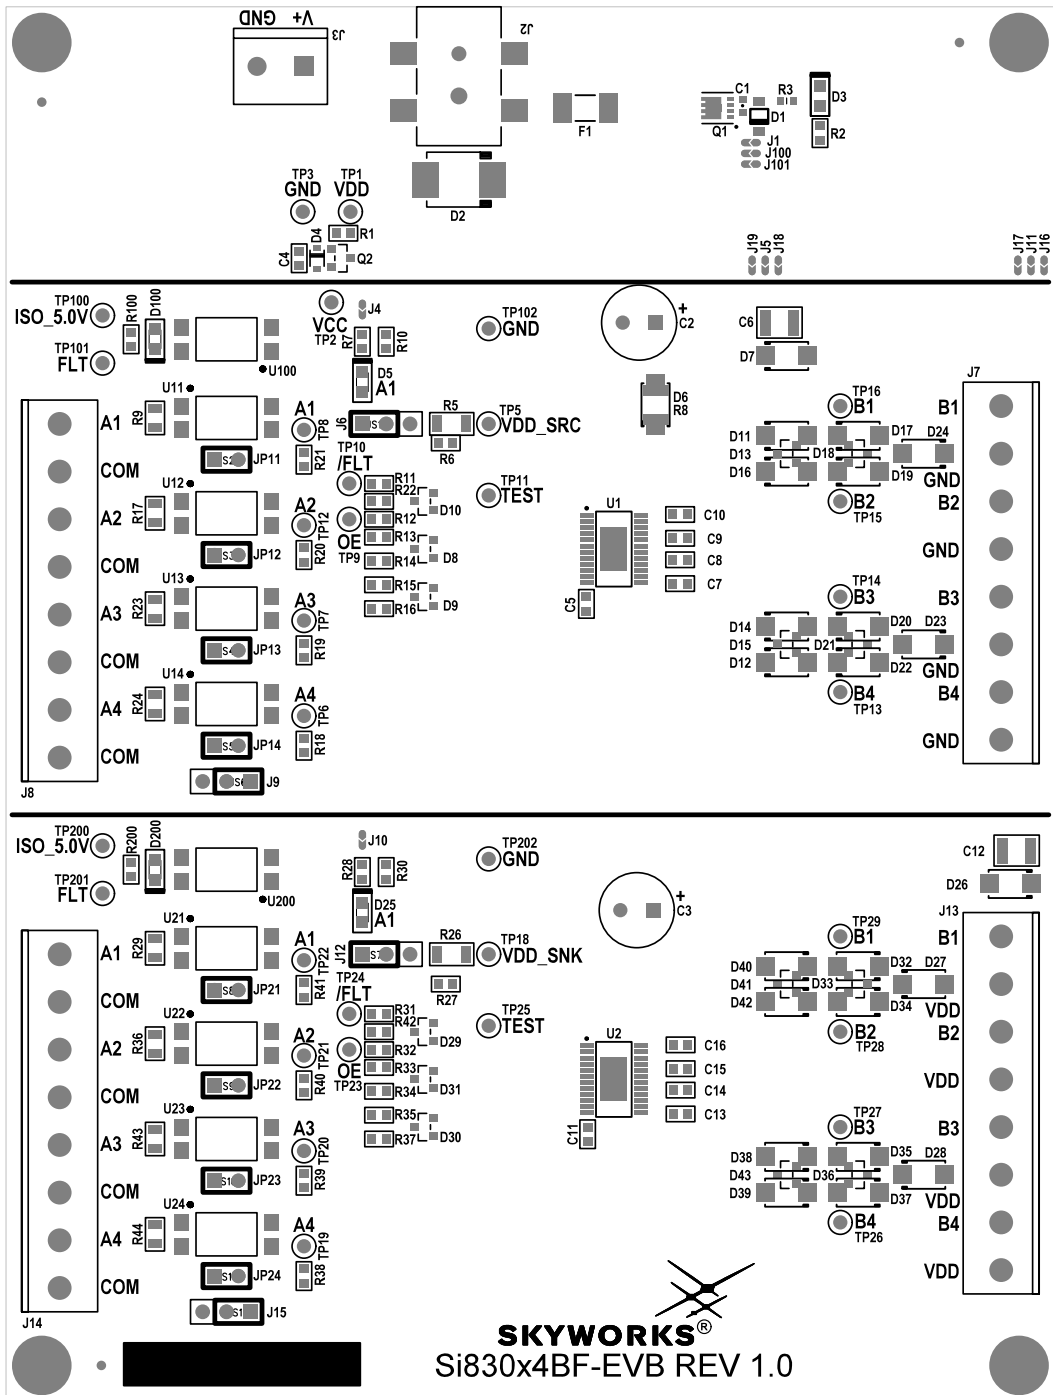 GND V+
J3
J2
F1
C1
R3
D3
Q1
D1
R2
J1
J100
J101
TP3
GND
TP1
VDD
D2
R1
D4
C4
Q2
J19
J5
J18
J17
J11
J16
TP100
ISO_5.0V
TP101
FLT
R100
D100
U100
VCC
TP2
J4
R7
R10
D5
A1
TP102
GND
+
C2
C6
D7
D6
R8
J7
U11
R9
A1
TP8
R21
S2
JP11
J6
S1
R5
R6
TP5
VDD_SRC
TP10
/FLT
TP11
TEST
R11
R22
R12
R13
R14
R15
R16
D10
D8
D9
OE
TP9
U12
R17
A2
TP12
R20
S3
JP12
U13
R23
A3
TP7
R19
S4
JP13
U14
R24
A4
TP6
R18
S5
JP14
S6
J9
A1
COM
A2
COM
A3
COM
A4
COM
J8
U1
C5
C10
C9
C8
C7
TP16
B1
D11
D13
D16
D18
D17
D24
D19
B2
TP15
TP14
B3
D14
D15
D12
D21
D20
D23
D22
B4
TP13
B1
GND
B2
GND
B3
GND
B4
GND
TP200
ISO_5.0V
TP201
FLT
R200
D200
U200
J10
R28
R30
D25
A1
TP202
GND
+
C3
C12
D26
J13
U21
R29
A1
TP22
R41
S8
JP21
J12
S7
R26
R27
TP18
VDD_SNK
TP24
/FLT
TP25
TEST
R31
R42
R32
R33
R34
R35
R37
D29
D31
D30
OE
TP23
U22
R36
A2
TP21
R40
S9
JP22
U23
R43
A3
TP20
R39
S1
JP23
U24
R44
A4
TP19
R38
S1
JP24
S1
J15
A1
COM
A2
COM
A3
COM
A4
COM
J14
U2
C11
C16
C15
C14
C13
TP29
B1
D40
D41
D42
D33
D32
D27
D34
B2
TP28
TP27
B3
D38
D43
D39
D36
D35
D28
D37
B4
TP26
B1
VDD
B2
VDD
B3
VDD
B4
VDD
SKYWORKS®
Si830x4BF-EVB REV 1.0